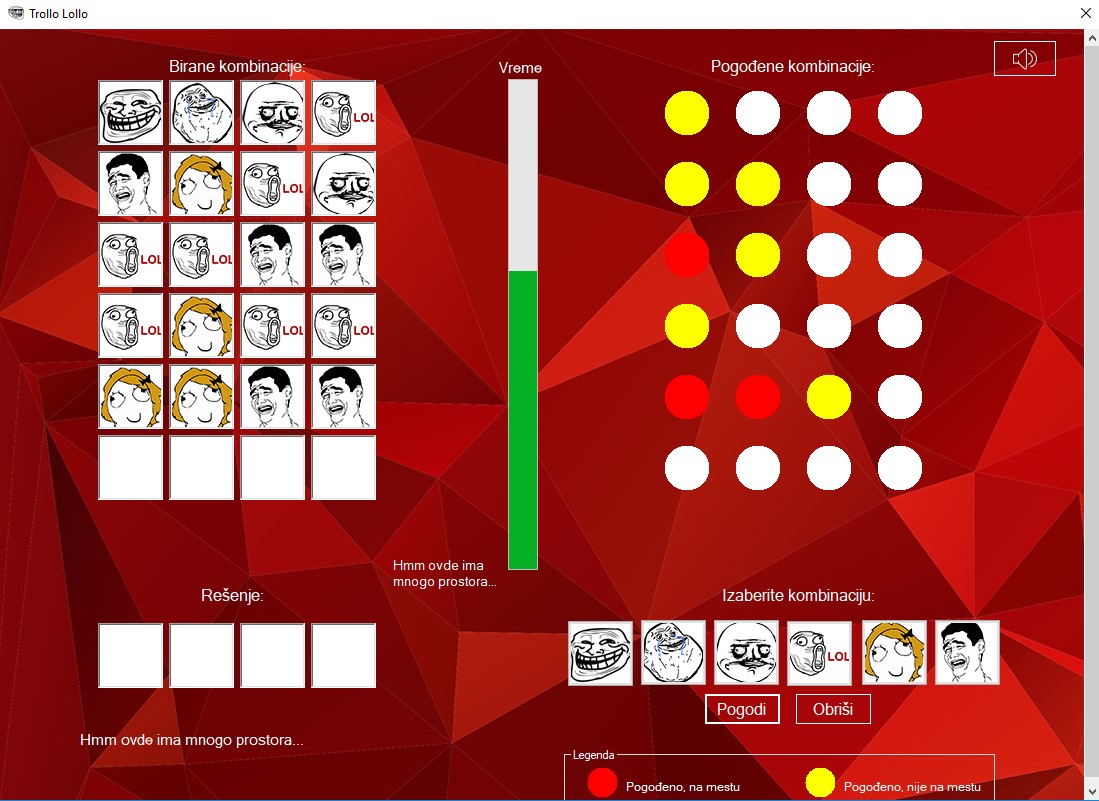 Trollo Lollo
Birane kombinacije:
Vreme
Pogođene kombinacije:
LOL
LOL
LOL
LOL
LOL
LOL
LOL
Hmm ovde ima
mnogo prostora...
Rešenje:
Izaberite kombinaciju:
LOL
Pogodi
Obriši
Hmm ovde ima mnogo prostora...
Legenda
Pogođeno, na mestu
Pogođeno, nije na mestu